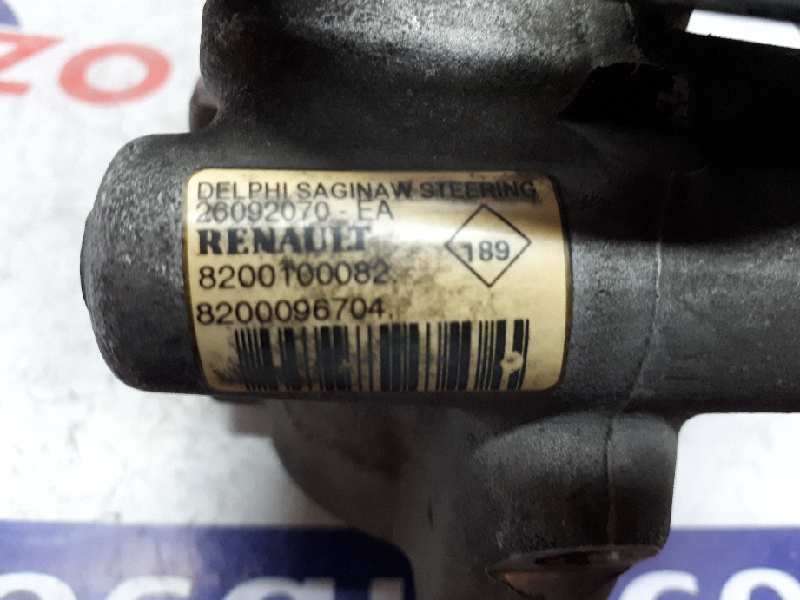 DELPHI SAGINAW STEERING
26092070 - EA
RENAULT
189
8200100082.
8200096704.